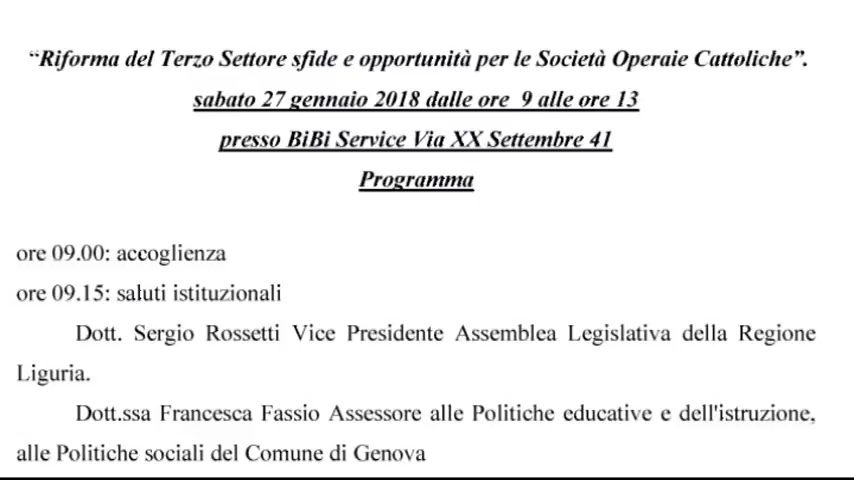 “Riforma del Terzo Settore sfide e opportunità per le Società Operaie Cattoliche”.
sabato 27 gennaio 2018 dalle ore 9 alle ore 13
presso BiBi Service Via XX Settembre 41
Programma
ore 09.00: accoglienza
ore 09.15: saluti istituzionali
Dott. Sergio Rossetti Vice Presidente Assemblea Legislativa della Regione
Liguria.
Dott.ssa Francesca Fassio Assessore alle Politiche educative e dell'istruzione,
alle Politiche sociali del Comune di Genova